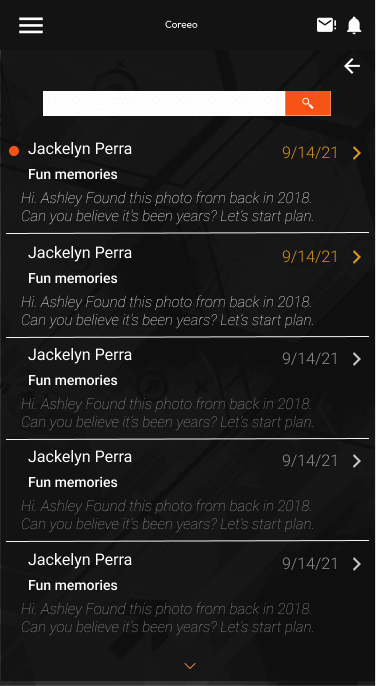 Coreeo
Jackelyn Perra 9/14/21
Fun memories
Hi. Ashley Found this photo from back in 2018.
Can you believe it's been years? Let's start plan.
Jackelyn Perra 9/14/21
Fun memories
Hi. Ashley Found this photo from back in 2018.
Can you believe it's been years? Let's start plan.
Jackelyn Perra 9/14/21
Fun memories
Hi. Ashley Found this photo from back in 2018.
Can you believe it's been years? Let's start plan.
Jackelyn Perra 9/14/21
Fun memories
Hi. Ashley Found this photo from back in 2018.
Can you believe it's been years? Let's start plan.
Jackelyn Perra 9/14/21
Fun memories
Hi. Ashley Found this photo from back in 2018.
Can you believe it's been years? Let's start plan.